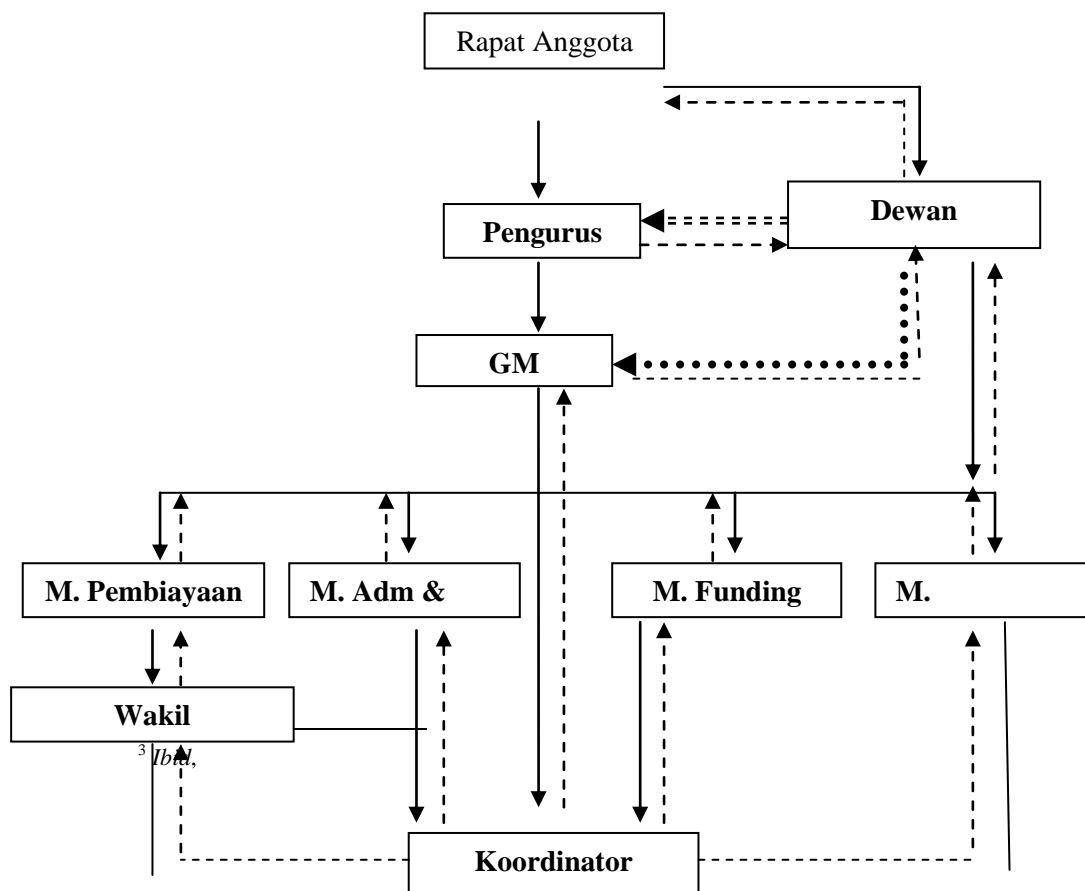 Rapat Anggota
Dewan
Pengurus
GM
M. Pembiayaan
M. Adm &
M. Funding
M.
Wakil
³ Ibid,
Koordinator